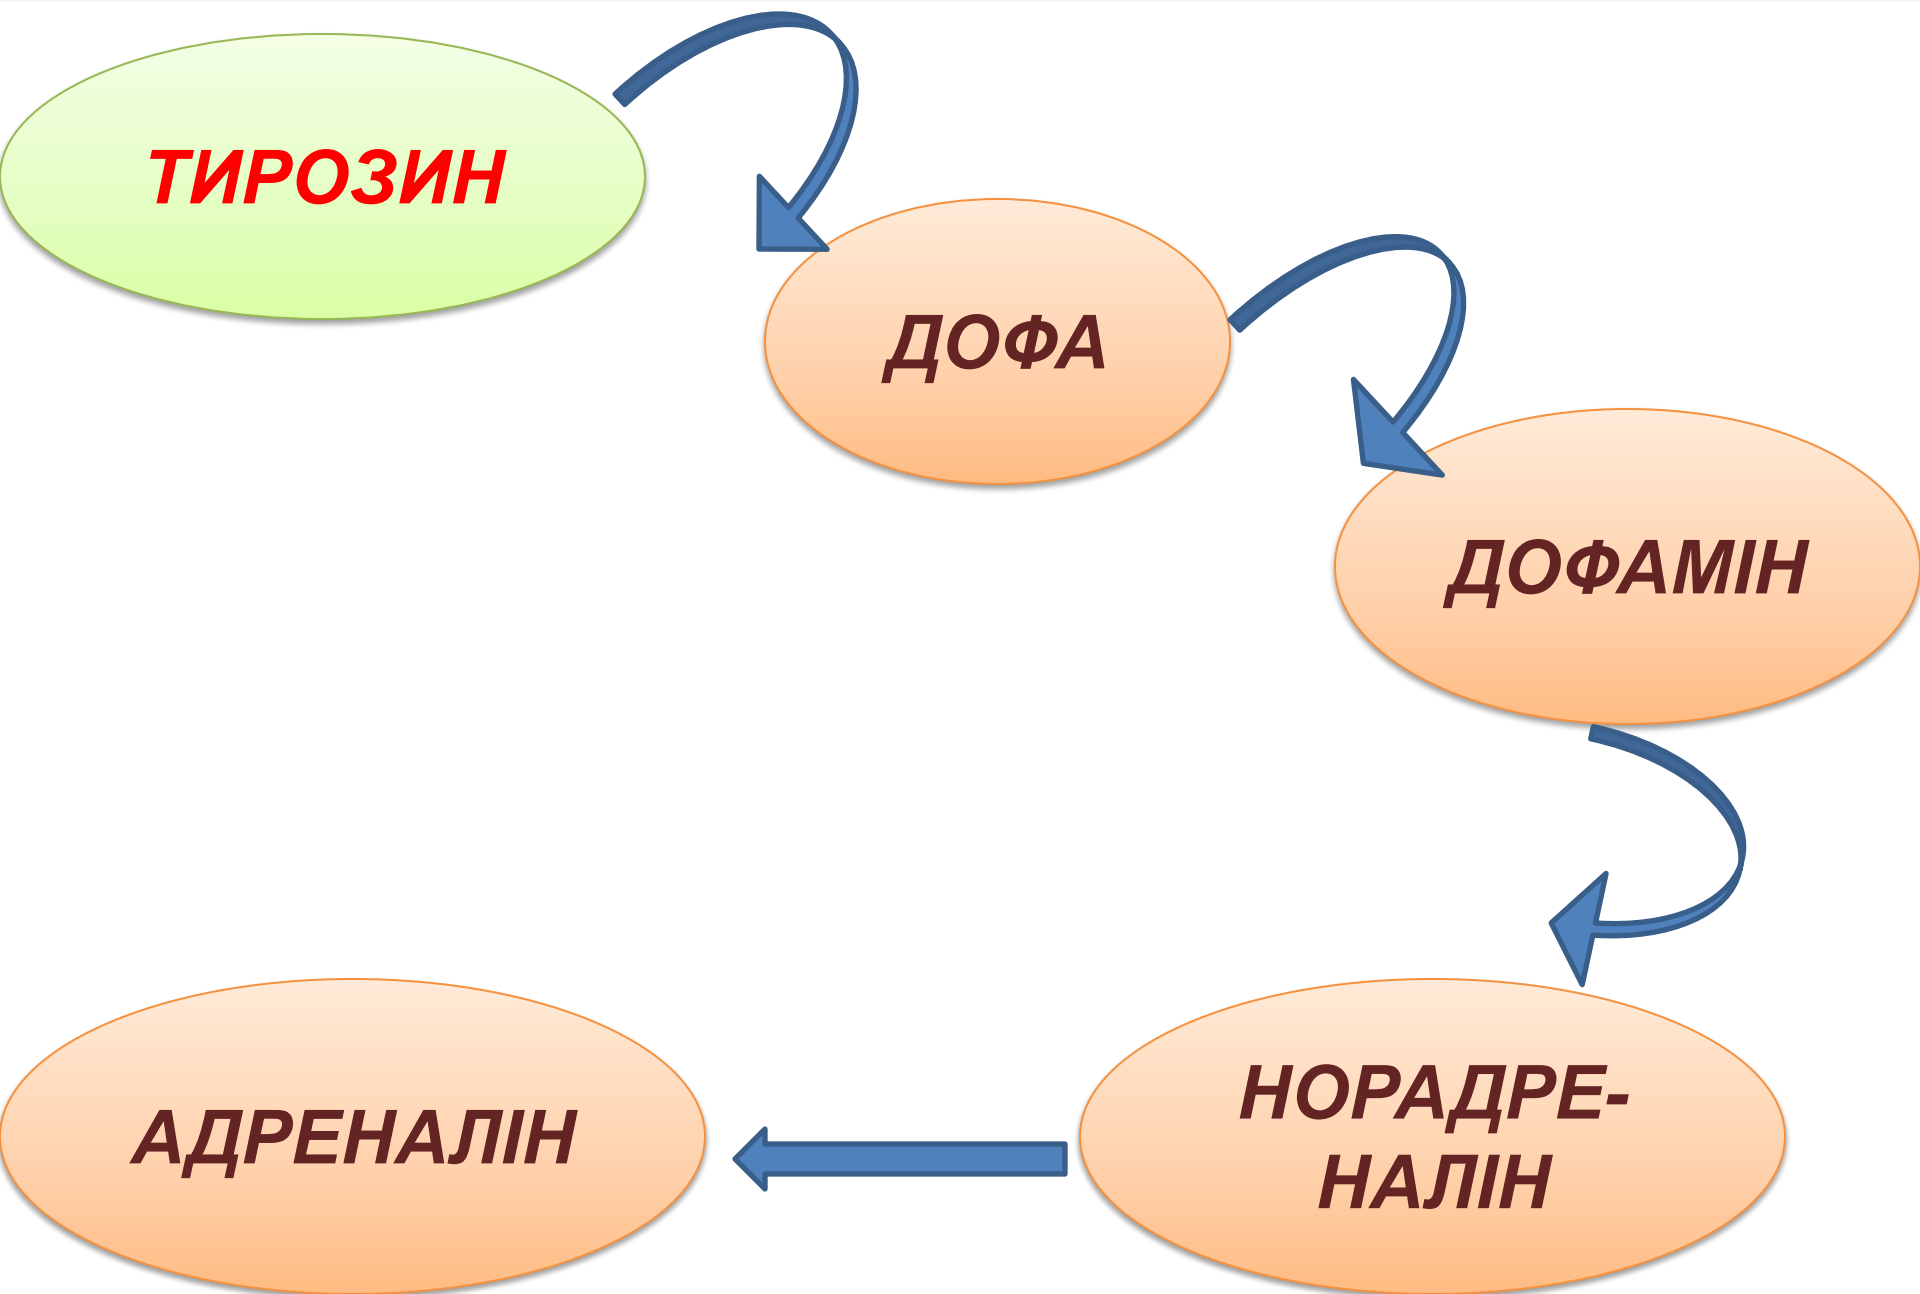 ТИРОЗИН
ДОФА
ДОФАМІН
НОРАДРЕ-
НАЛІН
АДРЕНАЛІН